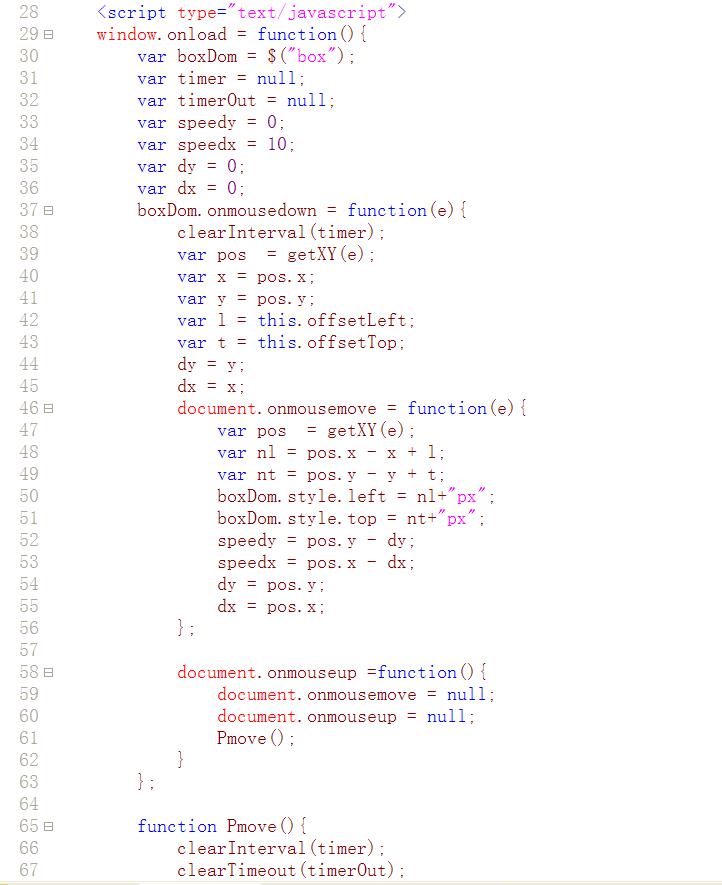 28 <script type="text/javascript">
29 window.onload = function(){
30 var boxDom = $("box");
31 var timer = null;
32 var timerOut = null;
33 var speedy = 0;
34 var speedx = 10;
35 var dy = 0;
36 var dx = 0;
37 boxDom.onmousedown = function(e){
38 clearInterval(timer);
39 var pos  = getXY(e);
40 var x = pos.x;
41 var y = pos.y;
42 var l = this.offsetLeft;
43 var t = this.offsetTop;
44 dy = y;
45 dx = x;
46 document.onmousemove = function(e){
47 var pos  = getXY(e);
48 var nl = pos.x - x + l;
49 var nt = pos.y - y + t;
50 boxDom.style.left = nl+"px";
51 boxDom.style.top = nt+"px";
52 speedy = pos.y - dy;
53 speedx = pos.x - dx;
54 dy = pos.y;
55 dx = pos.x;
56 };
57
58 document.onmouseup =function(){
59 document.onmousemove = null;
60 document.onmouseup = null;
61 Pmove();
62 }
63 };
64
65 function Pmove(){
66 clearInterval(timer);
67 clearTimeout(timerOut);